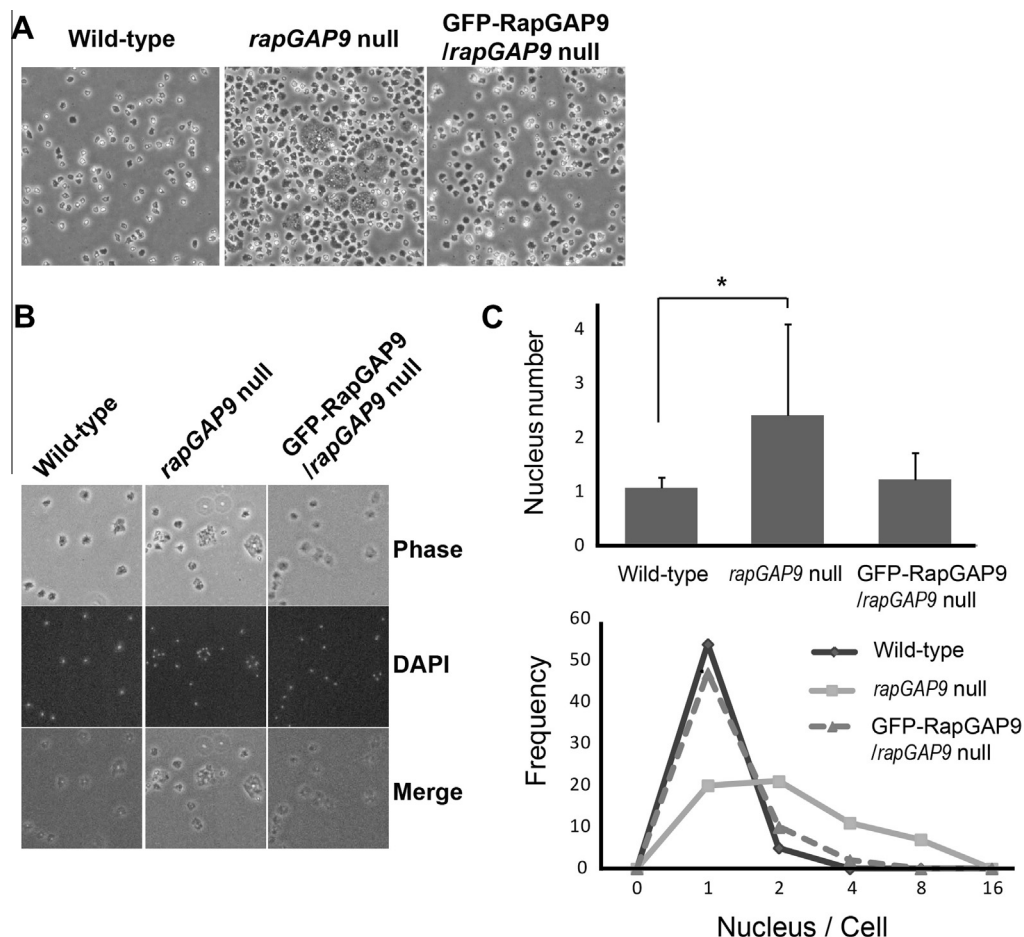 A
Wild-type
rapGAP9 null
GFP-RapGAP9
/rapGAP9 null
B
Wild-type
rapGAP9 null
GFP-RapGAP9
/rapGAP9 null
Phase
DAPI
Merge
C
*
Nucleus number
4
3
2
1
0
Wild-type
rapGAP9 null
GFP-RapGAP9
/rapGAP9 null
Frequency
60
50
40
30
20
10
0
Wild-type
rapGAP9 null
GFP-RapGAP9
/rapGAP9 null
0 1 2 4 8 16
Nucleus / Cell